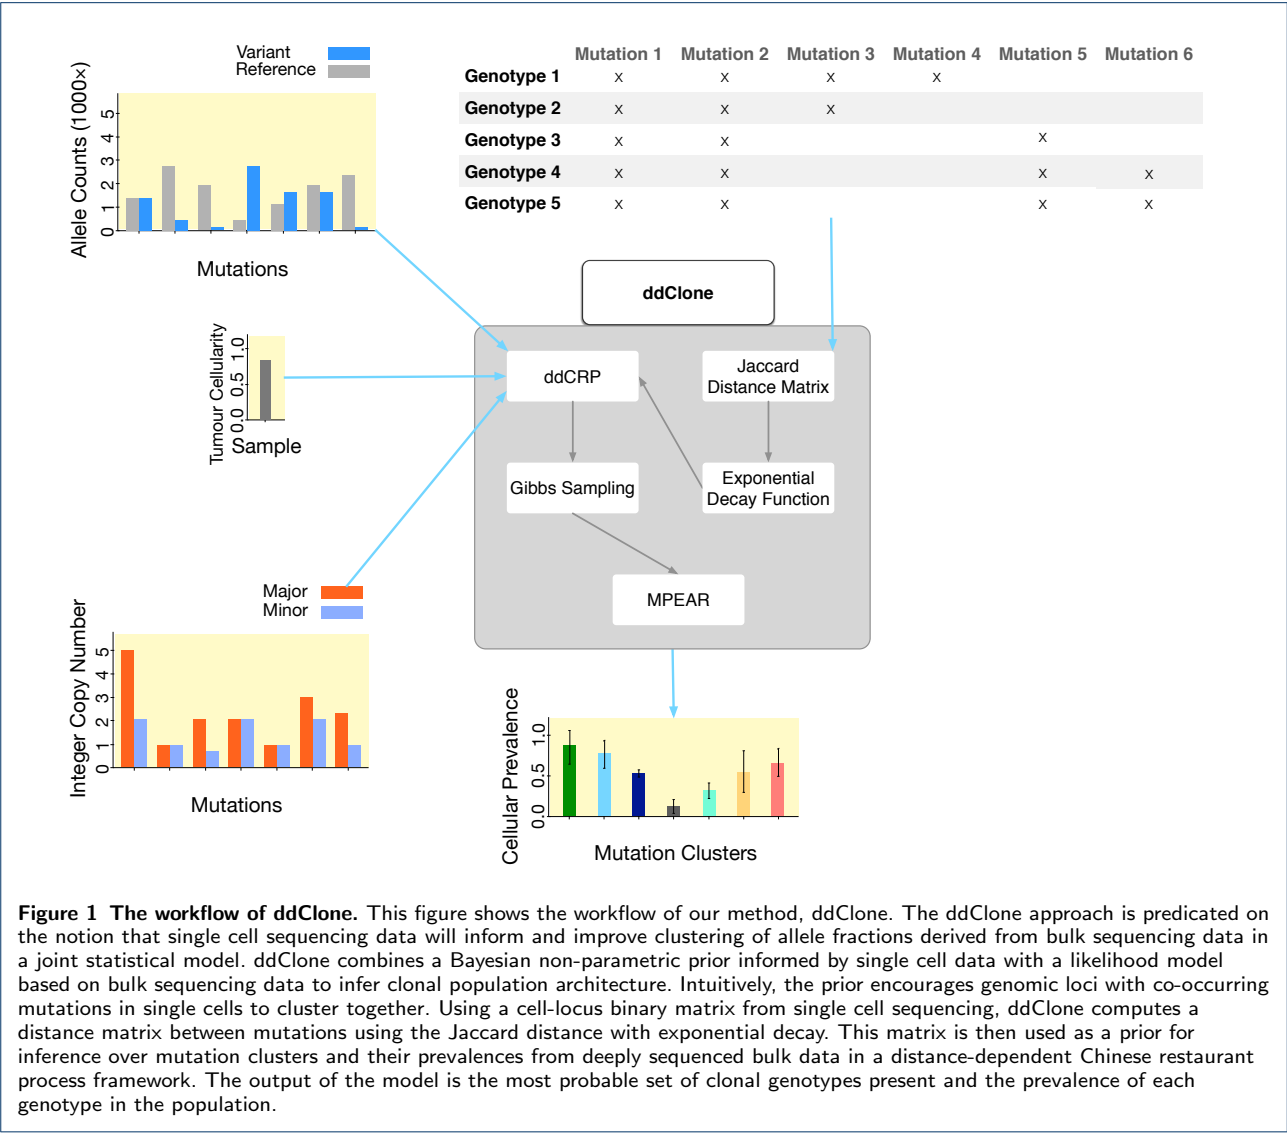 Variant
Reference
Allele Counts (1000×)
5
4
3
2
1
0
Mutations
Mutation 1 Mutation 2 Mutation 3 Mutation 4 Mutation 5 Mutation 6
Genotype 1 x x x x
Genotype 2 x x x
Genotype 3 x x x
Genotype 4 x x x x
Genotype 5 x x x x
ddClone
Tumour Cellularity
1.0
0.5
0.0
Sample
ddCRP
Jaccard
Distance Matrix
Gibbs Sampling
Exponential
Decay Function
MPEAR
Major
Minor
Integer Copy Number
5
4
3
2
1
0
Mutations
Cellular Prevalence
1.0
0.5
0.0
Mutation Clusters
Figure 1 The workflow of ddClone. This figure shows the workflow of our method, ddClone. The ddClone approach is predicated on
the notion that single cell sequencing data will inform and improve clustering of allele fractions derived from bulk sequencing data in
a joint statistical model. ddClone combines a Bayesian non-parametric prior informed by single cell data with a likelihood model
based on bulk sequencing data to infer clonal population architecture. Intuitively, the prior encourages genomic loci with co-occurring
mutations in single cells to cluster together. Using a cell-locus binary matrix from single cell sequencing, ddClone computes a
distance matrix between mutations using the Jaccard distance with exponential decay. This matrix is then used as a prior for
inference over mutation clusters and their prevalences from deeply sequenced bulk data in a distance-dependent Chinese restaurant
process framework. The output of the model is the most probable set of clonal genotypes present and the prevalence of each
genotype in the population.